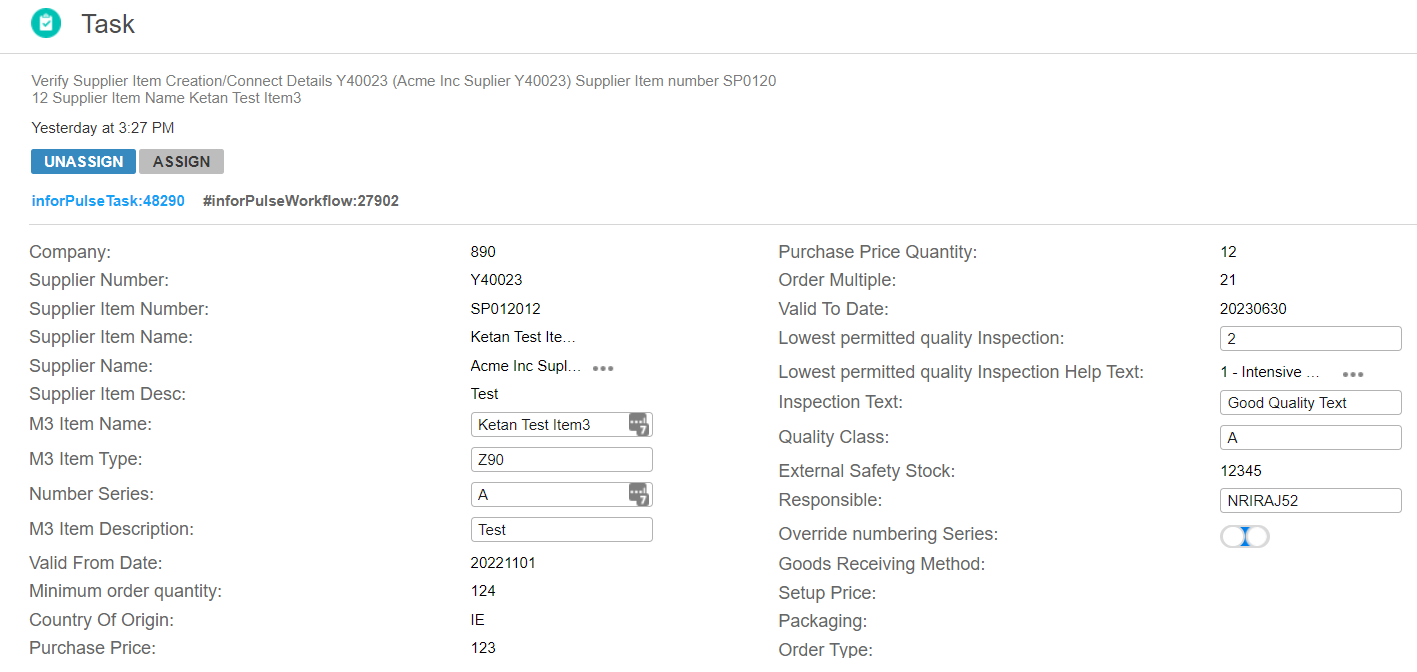 Task
Verify Supplier Item Creation/Connect Details Y40023 (Acme Inc Suplier Y40023) Supplier Item number SP0120
12 Supplier Item Name Ketan Test Item3
Yesterday at 3:27 PM
UNASSIGN ASSIGN
inforPulseTask:48290 #inforPulseWorkflow:27902
Company: 890
Supplier Number: Y40023
Supplier Item Number: SP012012
Supplier Item Name: Ketan Test Ite...
Supplier Name: Acme Inc Supl... •••
Supplier Item Desc: Test
M3 Item Name: Ketan Test Item3 7
M3 Item Type: Z90
Number Series: A 7
M3 Item Description: Test
Valid From Date: 20221101
Minimum order quantity: 124
Country Of Origin: IE
Purchase Price: 123
Purchase Price Quantity: 12
Order Multiple: 21
Valid To Date: 20230630
Lowest permitted quality Inspection: 2
Lowest permitted quality Inspection Help Text: 1 - Intensive ... •••
Inspection Text: Good Quality Text
Quality Class: A
External Safety Stock: 12345
Responsible: NRIRAJ52
Override numbering Series:
Goods Receiving Method:
Setup Price:
Packaging:
Order Type: